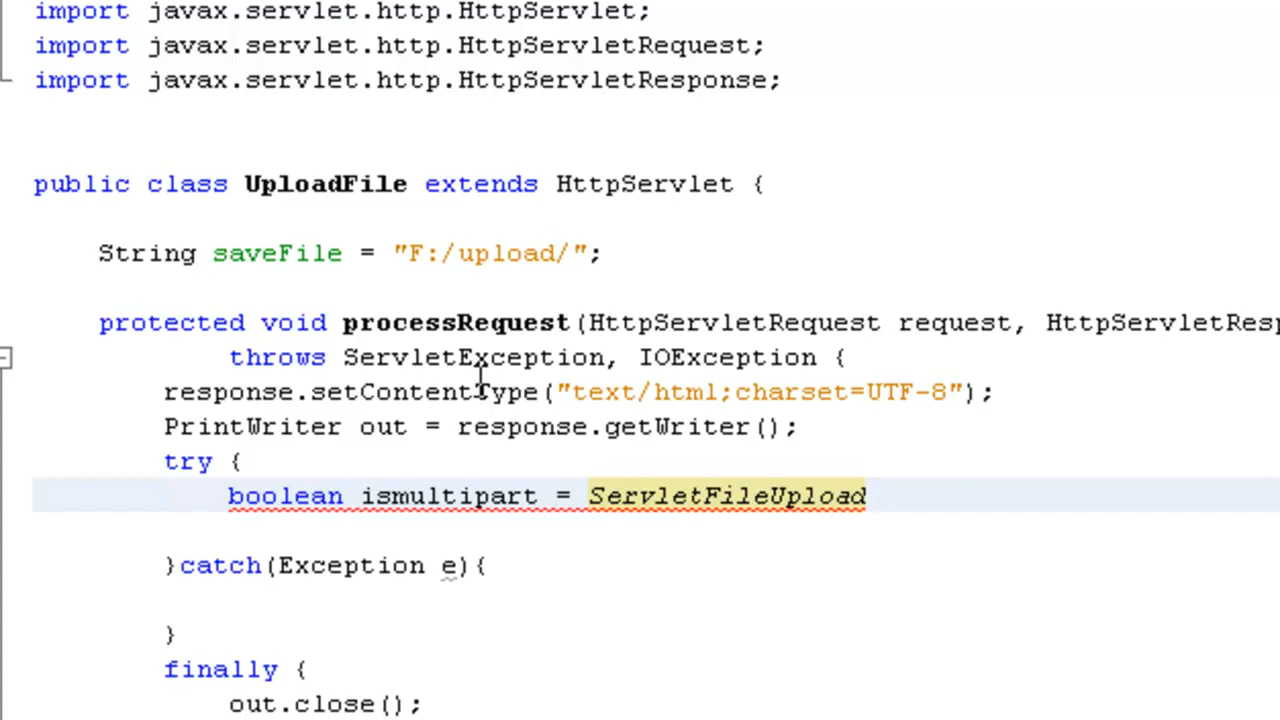 import javax.servlet.http.HttpServlet;
import javax.servlet.http.HttpServletRequest;
import javax.servlet.http.HttpServletResponse;
public class UploadFile extends HttpServlet {
String saveFile = "F:/upload/";
protected void processRequest(HttpServletRequest request, HttpServletResp
throws ServletException, IOException {
response.setContentType("text/html;charset=UTF-8");
PrintWriter out = response.getWriter();
try {
boolean ismultipart = ServletFileUpload
}catch(Exception e){
}
finally {
out.close();